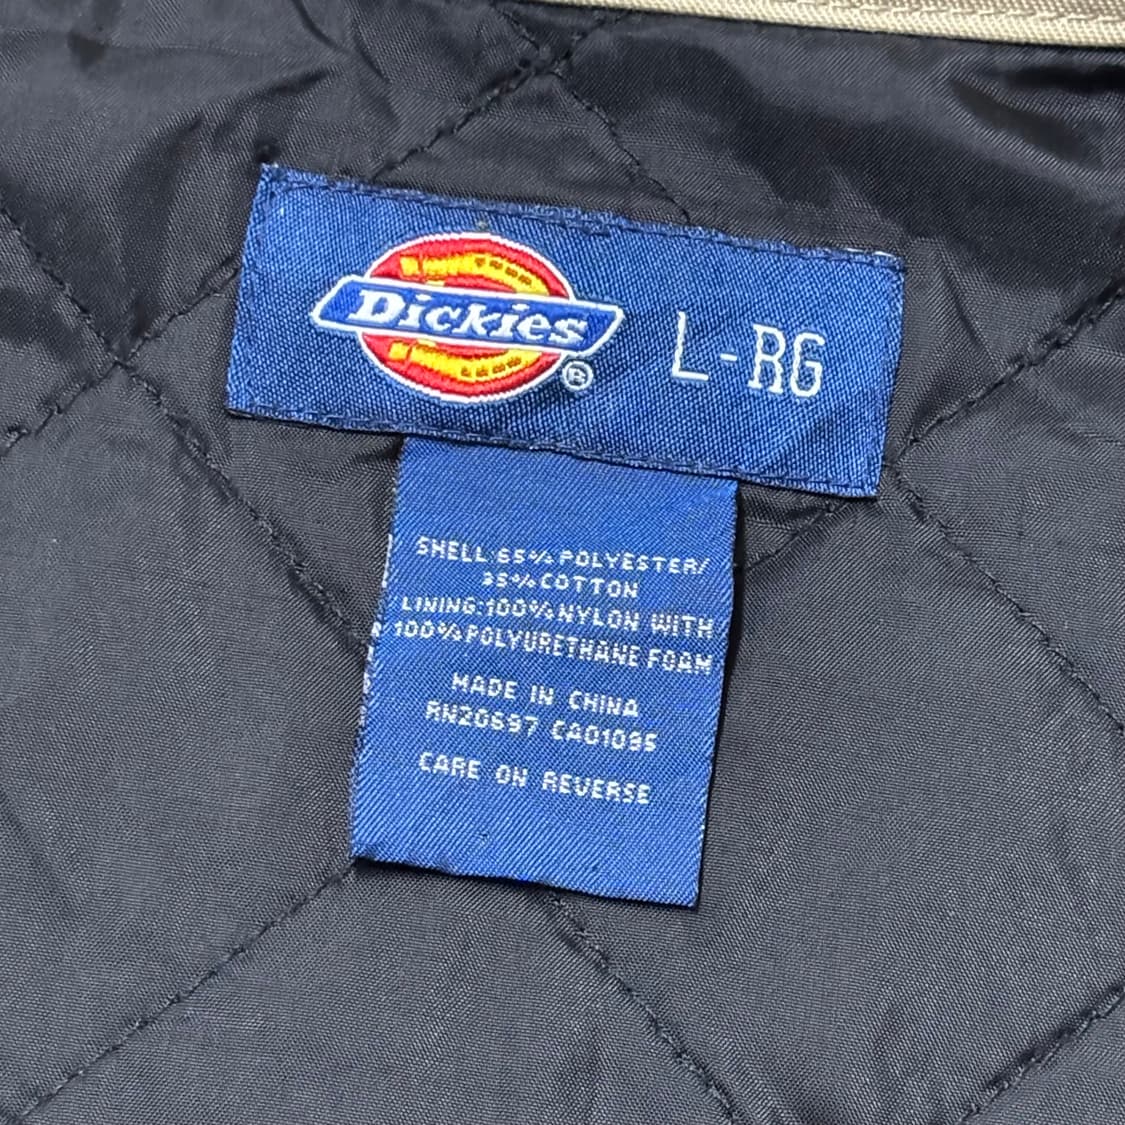 Dickies ®
L-RG
SHELL:65% POLYESTER/
35% COTTON
LINING:100% NYLON WITH
100% POLYURETHANE FOAM
MADE IN CHINA
RN20697 CA01095
CARE ON REVERSE